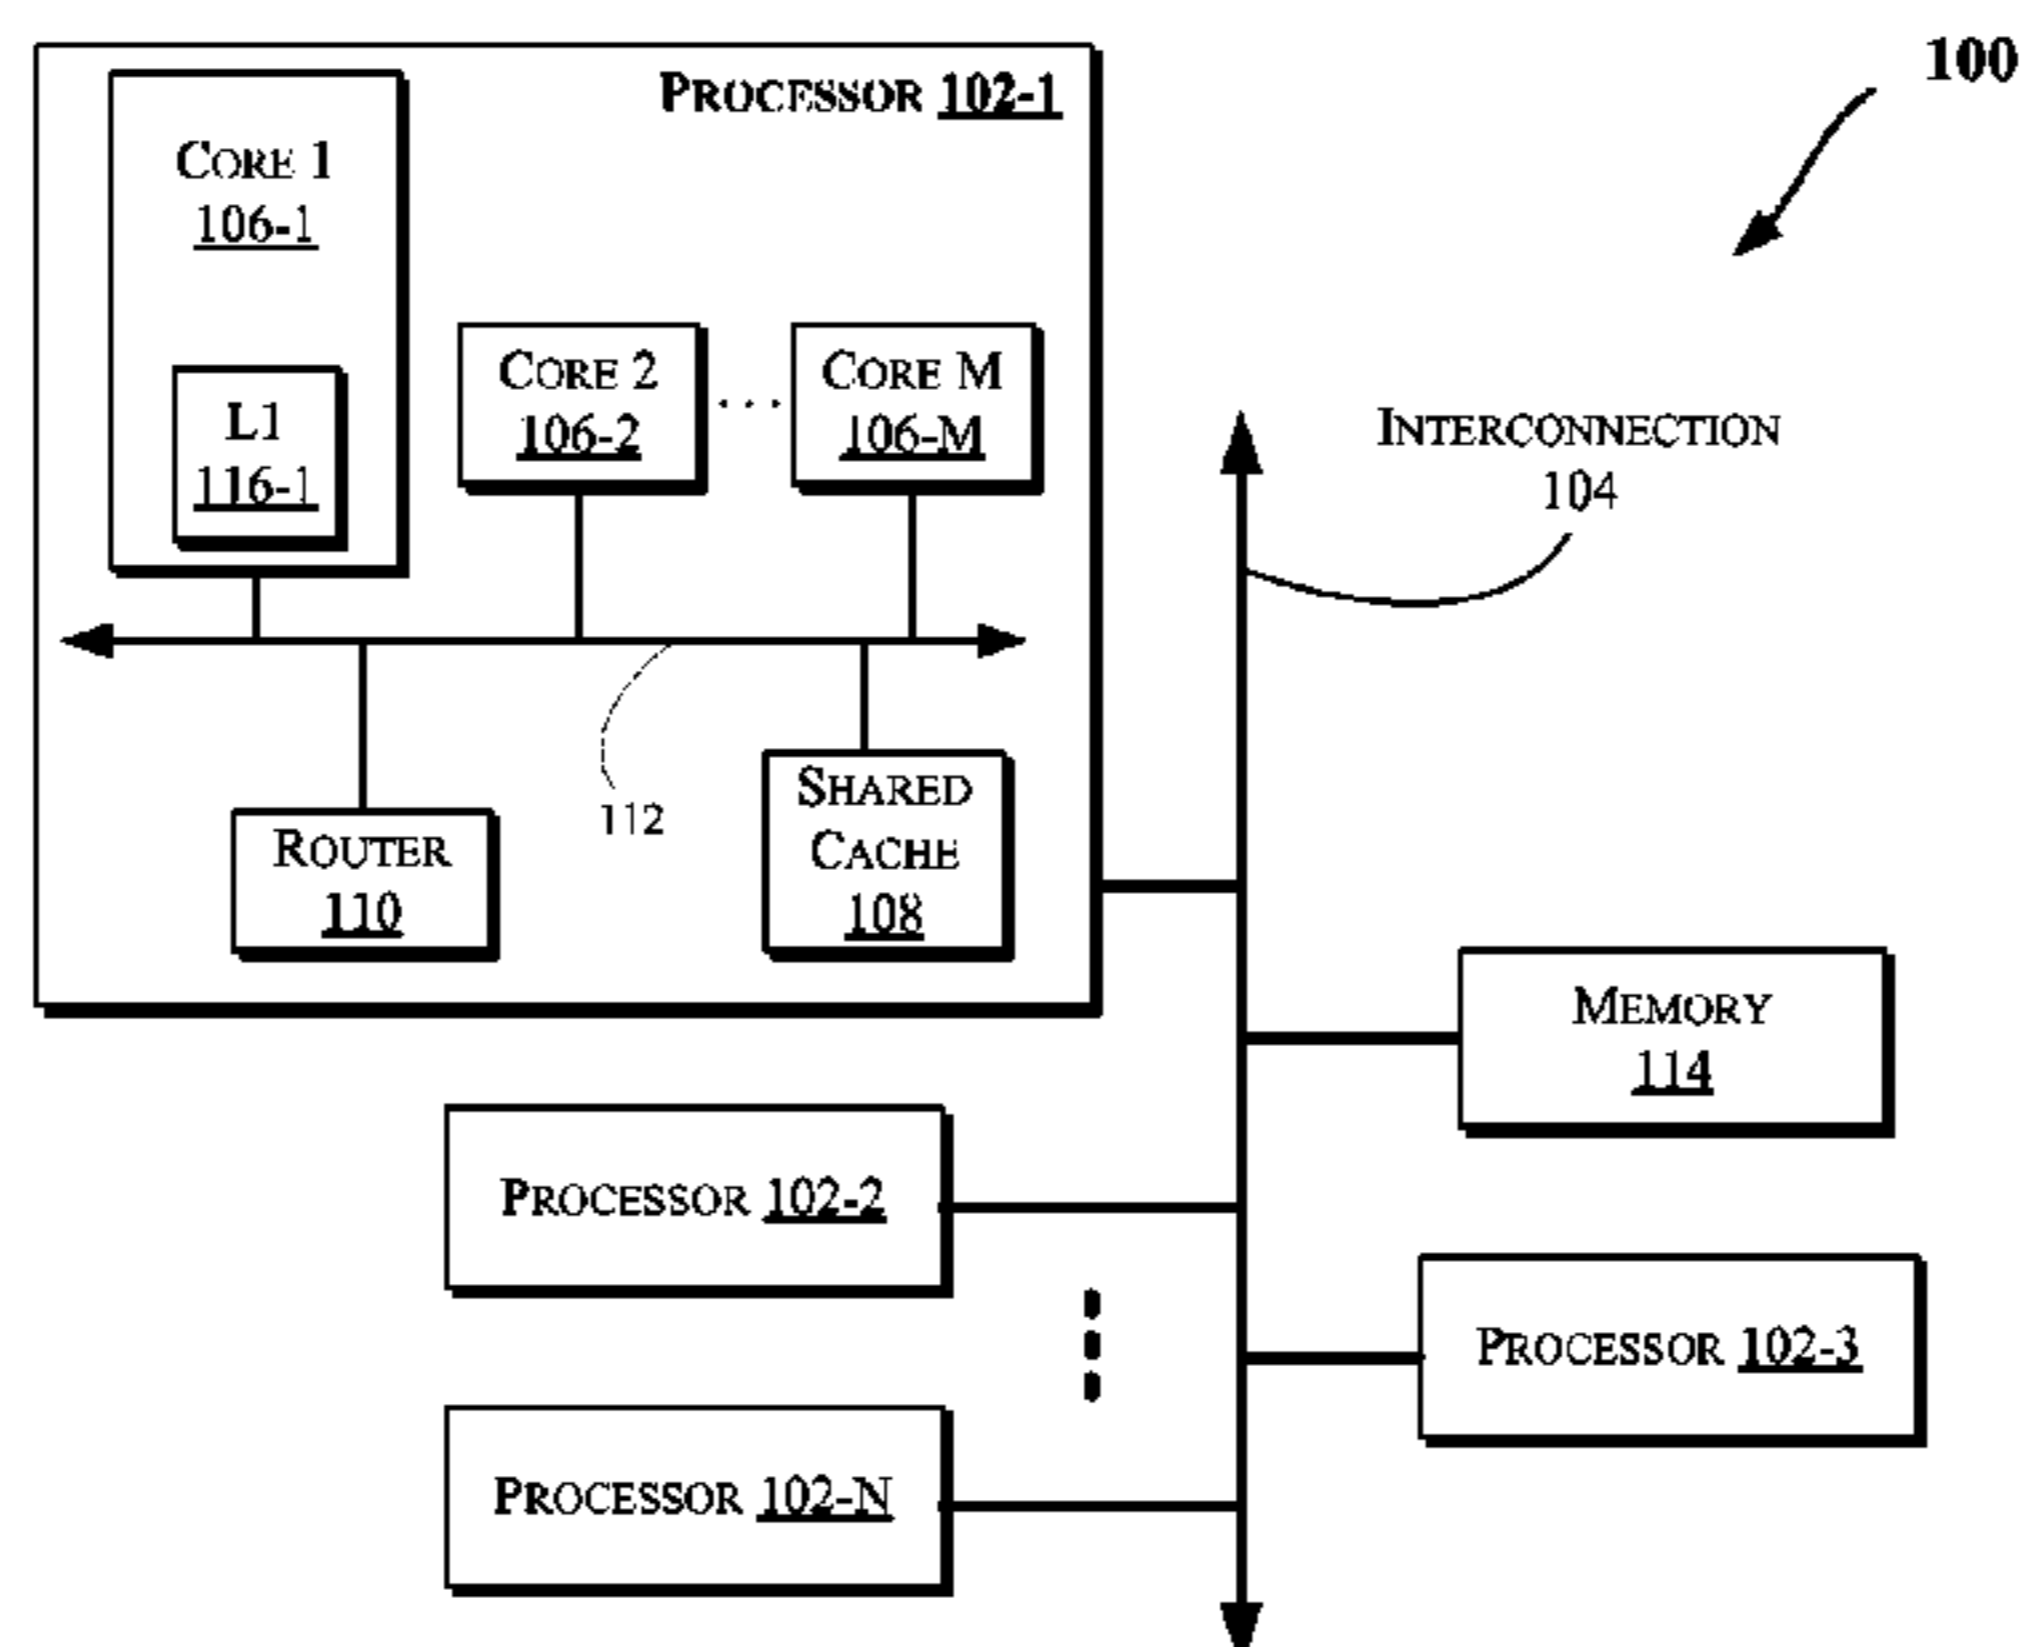 100
PROCESSOR 102-1
CORE 1
106-1
L1
116-1
CORE 2
106-2
...
CORE M
106-M
112
ROUTER
110
SHARED
CACHE
108
INTERCONNECTION
104
MEMORY
114
PROCESSOR 102-2
PROCESSOR 102-3
PROCESSOR 102-N